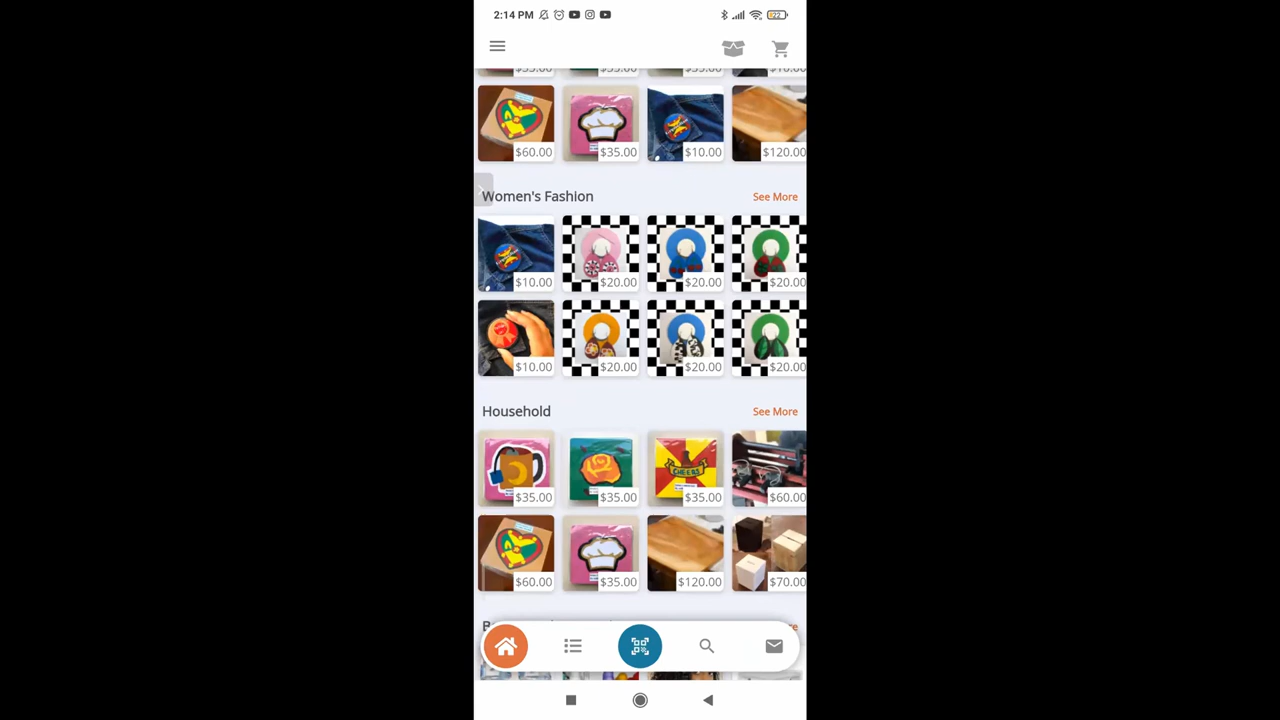 2:14 PM
22
$60.00 $35.00 $10.00 $120.00
Women's Fashion See More
$10.00 $20.00 $20.00 $20.00
$10.00 $20.00 $20.00 $20.00
Household See More
CHEERS
$35.00 $35.00 $35.00 $60.00
$60.00 $35.00 $120.00 $70.00